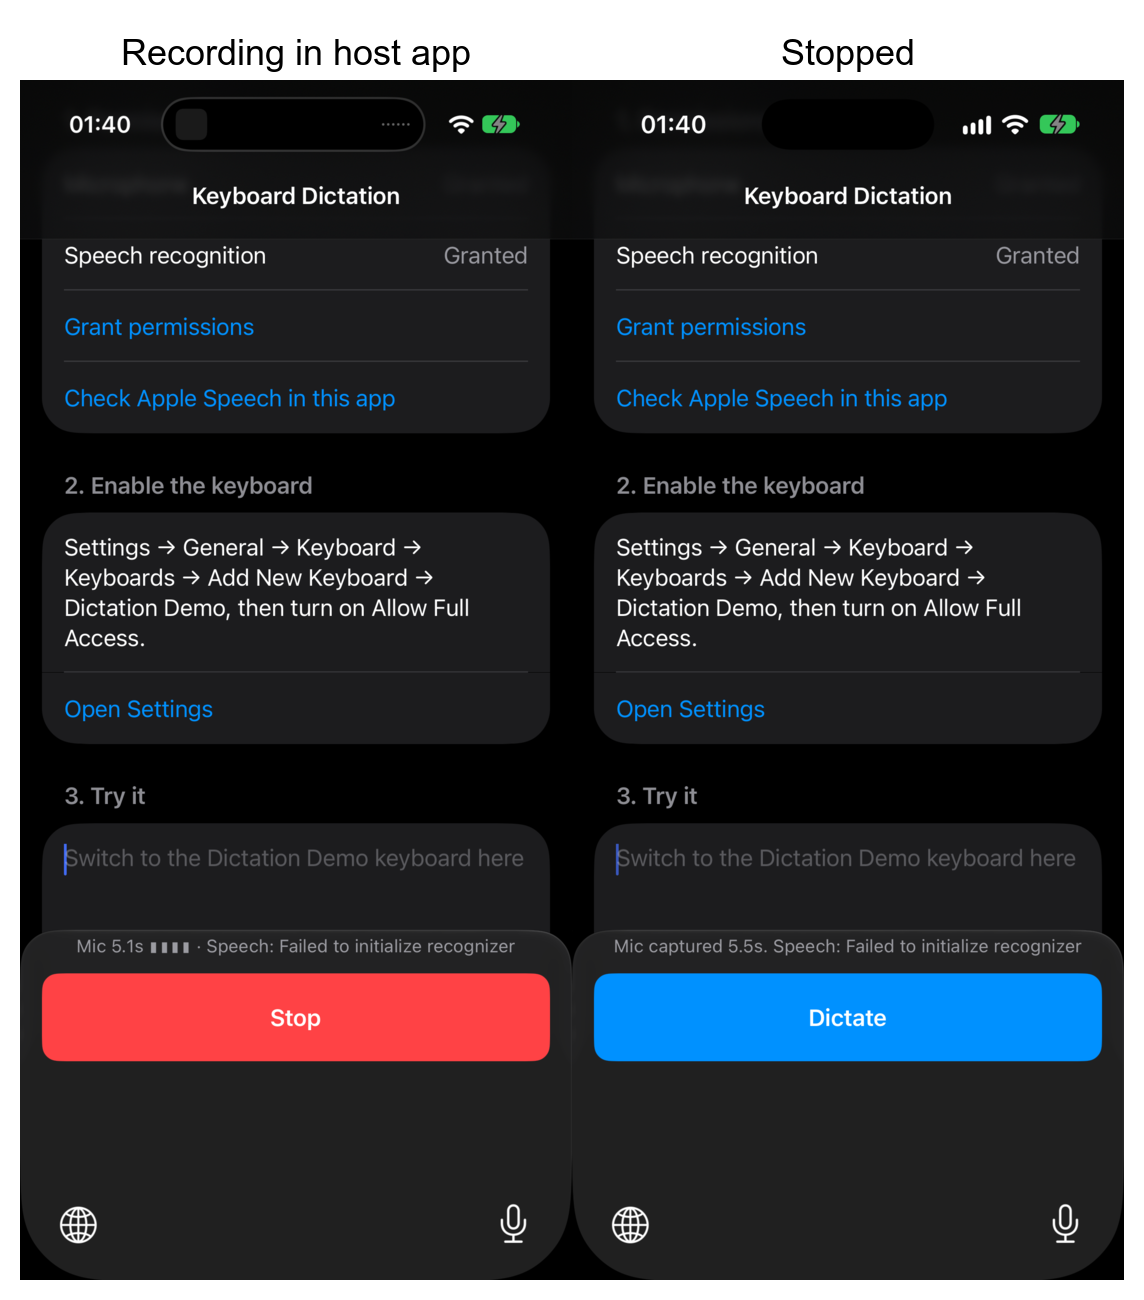 Recording in host app
Stopped
01:40
Keyboard Dictation
Speech recognition Granted
Grant permissions
Check Apple Speech in this app
2. Enable the keyboard
Settings → General → Keyboard →
Keyboards → Add New Keyboard →
Dictation Demo, then turn on Allow Full
Access.
Open Settings
3. Try it
Switch to the Dictation Demo keyboard here
Mic 5.1s ▮▮▮▮ · Speech: Failed to initialize recognizer
Stop
01:40
Keyboard Dictation
Speech recognition Granted
Grant permissions
Check Apple Speech in this app
2. Enable the keyboard
Settings → General → Keyboard →
Keyboards → Add New Keyboard →
Dictation Demo, then turn on Allow Full
Access.
Open Settings
3. Try it
Switch to the Dictation Demo keyboard here
Mic captured 5.5s. Speech: Failed to initialize recognizer
Dictate